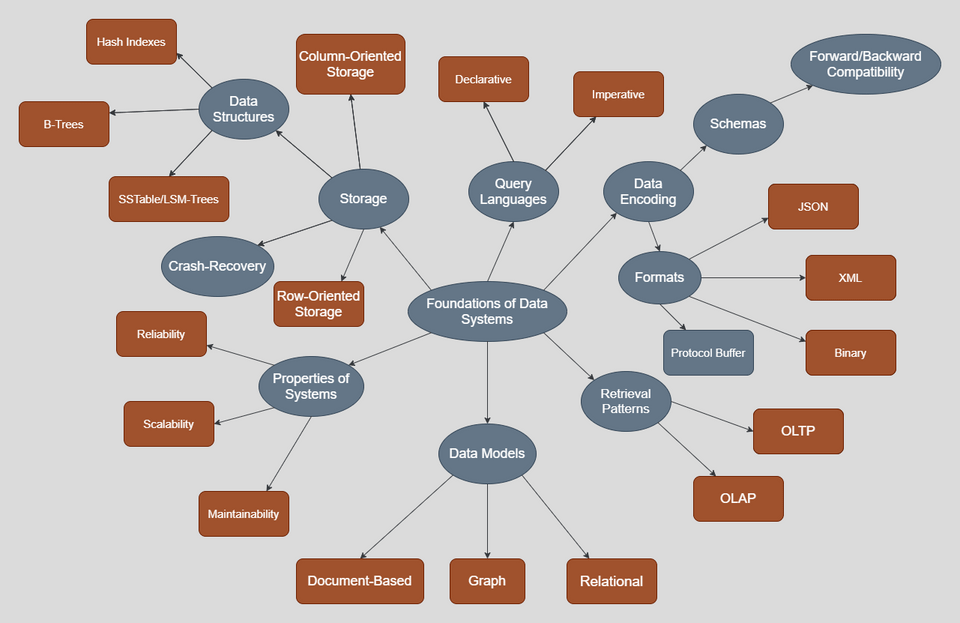 Forward/Backward
Compatibility
Hash Indexes
Column-Oriented
Storage
Declarative
Imperative
Data
Structures
B-Trees
Schemas
Query
Languages
Data
Encoding
SSTable/LSM-Trees
Storage
JSON
Crash-Recovery
Formats
XML
Row-Oriented
Storage
Foundations of Data
Systems
Reliability
Protocol Buffer
Binary
Properties of
Systems
Retrieval
Patterns
Scalability
OLTP
Data Models
OLAP
Maintainability
Document-Based
Graph
Relational